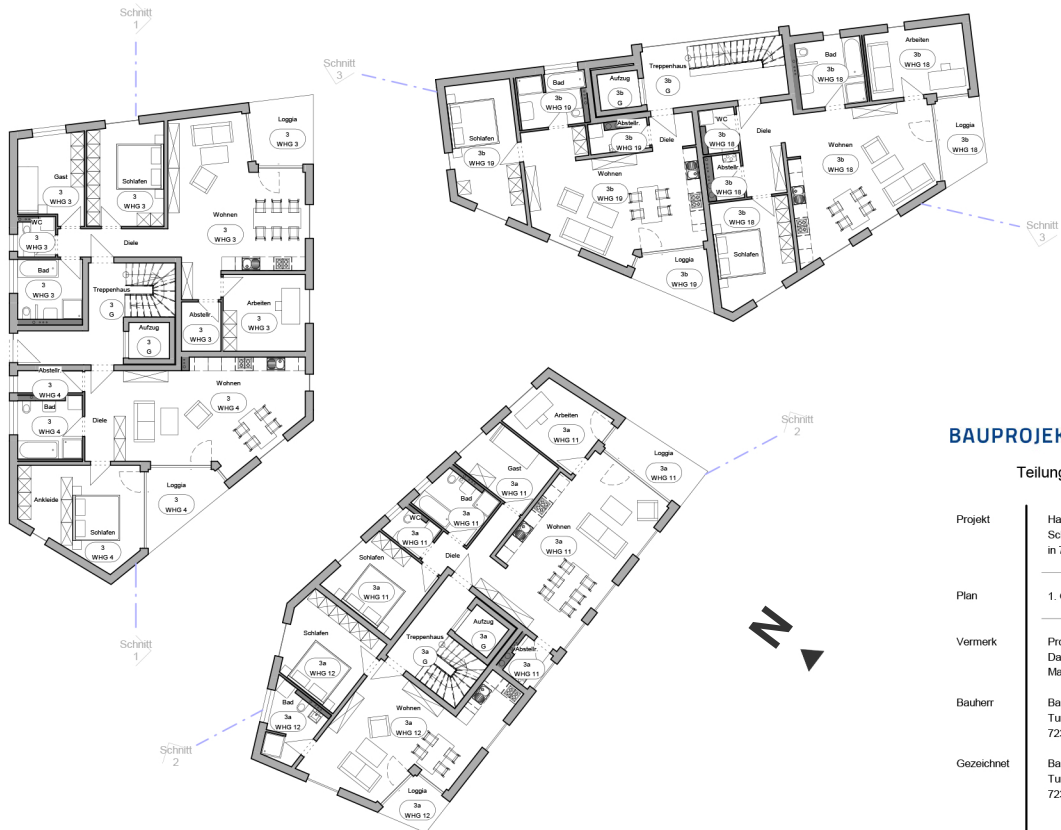 Schnitt
1
Loggia
3
WHG 3
Gast
3
WHG 3
Schlafen
3
WHG 3
WC
3
WHG 3
Wohnen
3
WHG 3
Diele
Bad
3
WHG 3
Treppenhaus
3
G
Aufzug
3
G
Abstellr.
3
WHG 3
Arbeiten
3
WHG 3
Abstellr.
3
WHG 4
Bad
3
WHG 4
Diele
Wohnen
3
WHG 4
Ankleide
Schlafen
3
WHG 4
Loggia
3
WHG 4
Schnitt
1
Schnitt
3
Schlafen
3b
WHG 19
Bad
3b
WHG 19
Aufzug
3b
G
Treppenhaus
3b
G
Abstellr.
3b
WHG 19
Diele
Wohnen
3b
WHG 19
Loggia
3b
WHG 19
WC
3b
WHG 18
Abstellr.
3b
WHG 18
Diele
Bad
3b
WHG 18
Arbeiten
3b
WHG 18
Wohnen
3b
WHG 18
Loggia
3b
WHG 18
3b
WHG 18
Schlafen
Schnitt
3
Arbeiten
3a
WHG 11
Loggia
3a
WHG 11
Gast
3a
WHG 11
Bad
3a
WHG 11
WC
3a
WHG 11
Wohnen
3a
WHG 11
Diele
Schlafen
3a
WHG 11
Aufzug
3a
G
Treppenhaus
3a
G
Abstellr.
3a
WHG 11
Schlafen
3a
WHG 12
Bad
3a
WHG 12
Wohnen
3a
WHG 12
Loggia
3a
WHG 12
Schnitt
2
Schnitt
2
N
BAUPROJEK
Teilung
Projekt
Ha
Sc
in 7
Plan
1.
Vermerk
Pro
Da
Ma
Bauherr
Ba
Tu
72
Gezeichnet
Ba
Tu
72